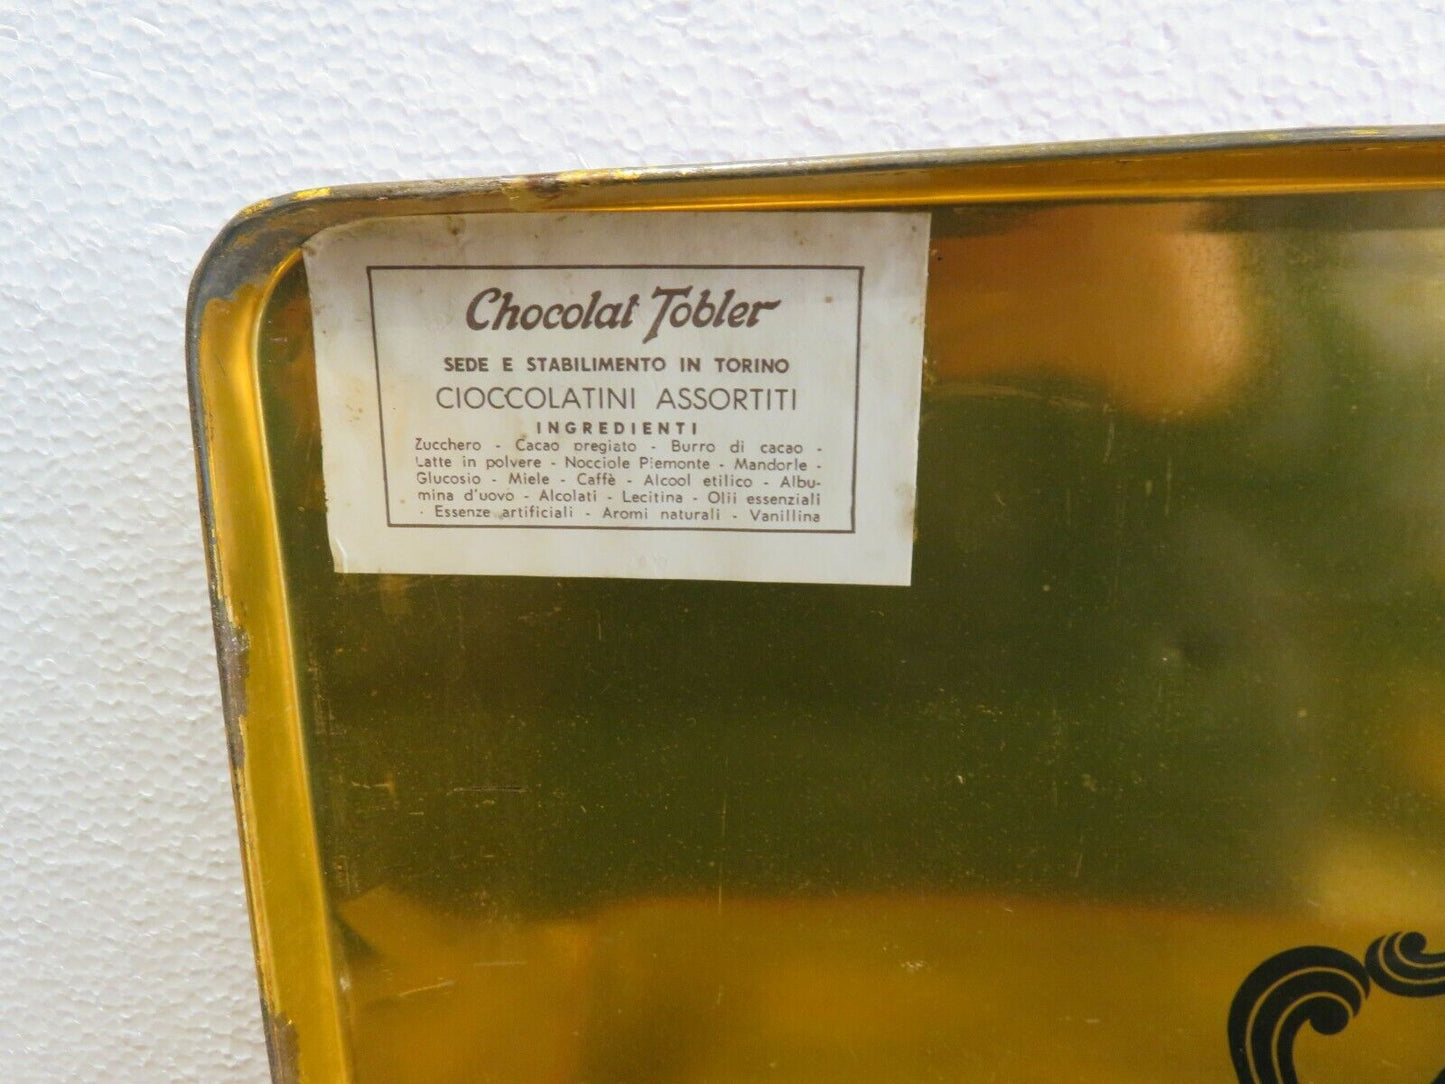 Chocolat Tobler
SEDE E STABILIMENTO IN TORINO
CIOCCOLATINI ASSORTITI
INGREDIENTI
Zucchero - Cacao pregiato - Burro di cacao -
Latte in polvere - Nocciole Piemonte - Mandorle -
Glucosio - Miele - Caffè - Alcool etilico - Albu-
mina d'uovo - Alcolati - Lecitina - Olii essenziali
- Essenze artificiali - Aromi naturali - Vanillina